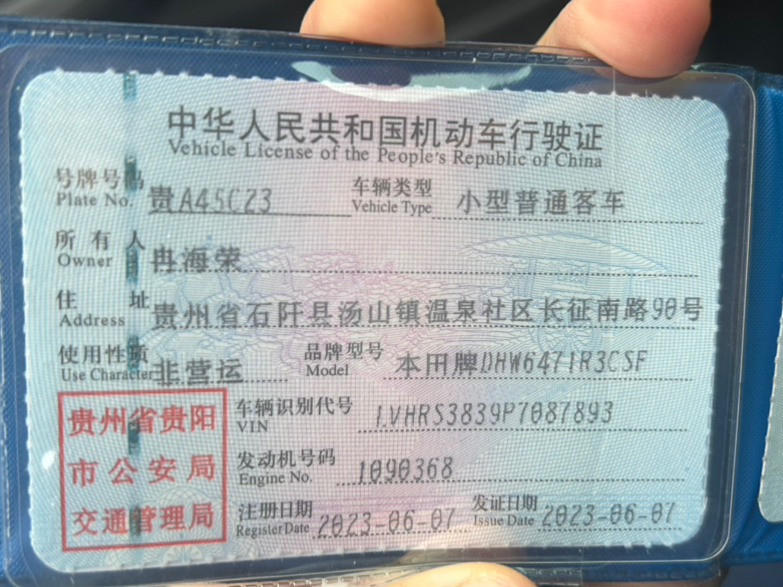 中华人民共和国机动车行驶证
Vehicle License of the People's Republic of China
号牌号码 贵A45CZ3 车辆类型 小型普通客车
Plate No. Vehicle Type
所有人 冉海荣
Owner
住址 贵州省石阡县汤山镇温泉社区长征南路90号
Address
使用性质 非营运 品牌型号 本田牌DHW6471R3CSF
Use Character Model
贵州省贵阳
市公安局
交通管理局
车辆识别代号 LVHRS3839P7087893
VIN
发动机号码 1090368
Engine No.
注册日期 2023-06-07 发证日期 2023-06-07
Register Date Issue Date